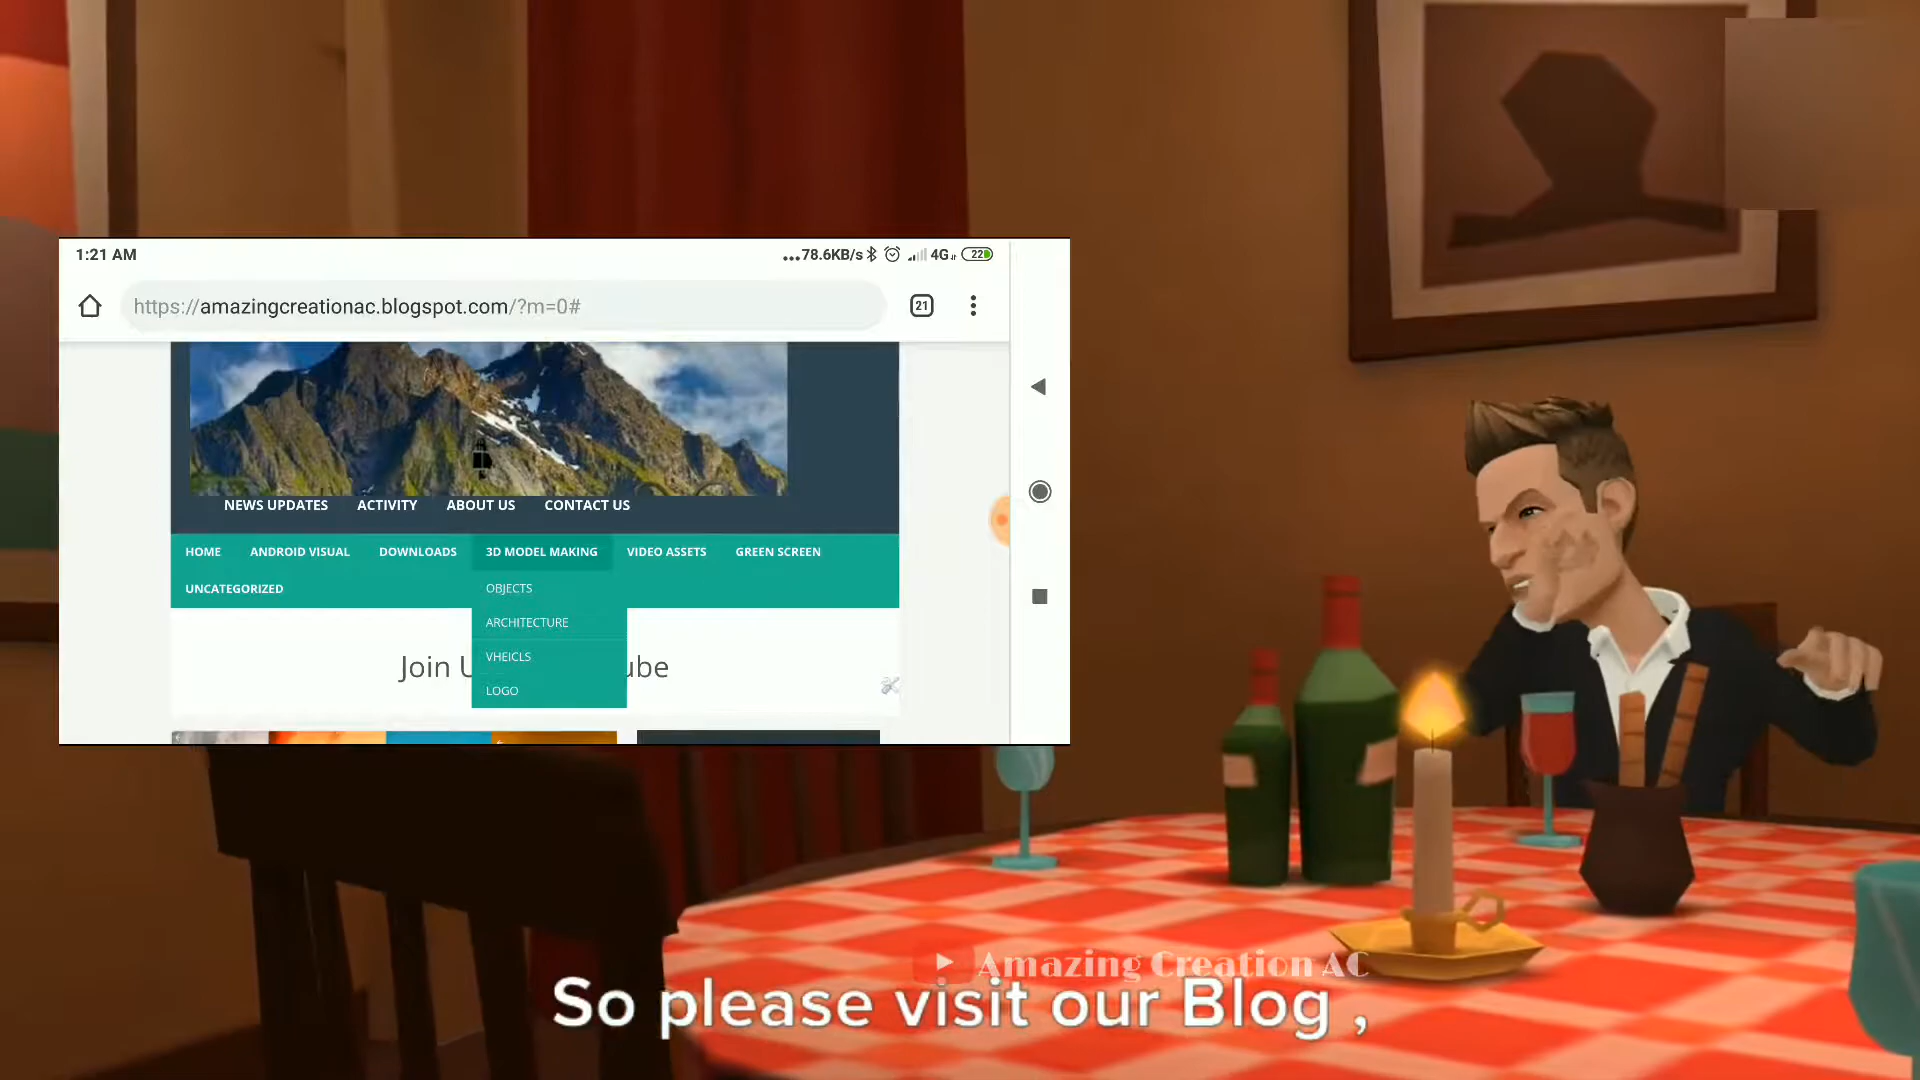 1:21 AM
...78.6KB/s 4G 22
https://amazingcreationac.blogspot.com/?m=0#
21
NEWS UPDATES ACTIVITY ABOUT US CONTACT US
HOME ANDROID VISUAL DOWNLOADS 3D MODEL MAKING VIDEO ASSETS GREEN SCREEN
UNCATEGORIZED
OBJECTS
ARCHITECTURE
VHEICLS
LOGO
Join U ube
Amazing Creation AC
So please visit our Blog ,